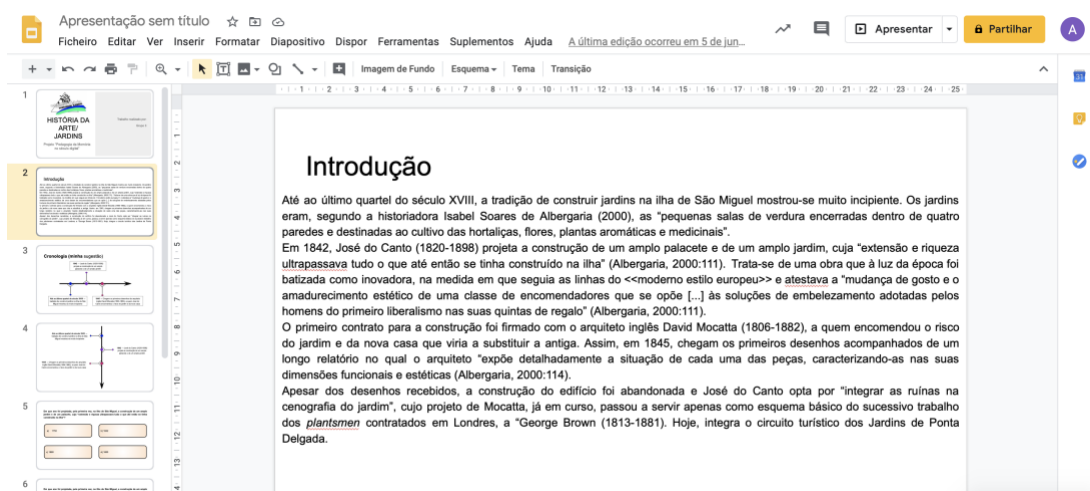 Apresentação sem título
Ficheiro Editar Ver Inserir Formatar Diapositivo Dispor Ferramentas Suplementos Ajuda A última edição ocorreu em 5 de jun...
Apresentar
Partilhar
A
Imagem de Fundo Esquema Tema Transição
1
HISTÓRIA DA
ARTE/
JARDINS
2
Introdução
3
Cronologia (minha sugestão)
4
5
6
Introdução
Até ao último quartel do século XVIII, a tradição de construir jardins na ilha de São Miguel mostrou-se muito incipiente. Os jardins
eram, segundo a historiadora Isabel Soares de Albergaria (2000), as “pequenas salas de verdura encerradas dentro de quatro
paredes e destinadas ao cultivo das hortaliças, flores, plantas aromáticas e medicinais”.
Em 1842, José do Canto (1820-1898) projeta a construção de um amplo palacete e de um amplo jardim, cuja “extensão e riqueza
ultrapassava tudo o que até então se tinha construído na ilha” (Albergaria, 2000:111). Trata-se de uma obra que à luz da época foi
batizada como inovadora, na medida em que seguia as linhas do <<moderno estilo europeu>> e atestava a “mudança de gosto e o
amadurecimento estético de uma classe de encomendadores que se opõe [...] às soluções de embelezamento adotadas pelos
homens do primeiro liberalismo nas suas quintas de regalo” (Albergaria, 2000:111).
O primeiro contrato para a construção foi firmado com o arquiteto inglês David Mocatta (1806-1882), a quem encomendou o risco
do jardim e da nova casa que viria a substituir a antiga. Assim, em 1845, chegam os primeiros desenhos acompanhados de um
longo relatório no qual o arquiteto “expõe detalhadamente a situação de cada uma das peças, caracterizando-as nas suas
dimensões funcionais e estéticas (Albergaria, 2000:114).
Apesar dos desenhos recebidos, a construção do edifício foi abandonada e José do Canto opta por “integrar as ruínas na
cenografia do jardim”, cujo projeto de Mocatta, já em curso, passou a servir apenas como esquema básico do sucessivo trabalho
dos plantsmen contratados em Londres, a “George Brown (1813-1881). Hoje, integra o circuito turístico dos Jardins de Ponta
Delgada.